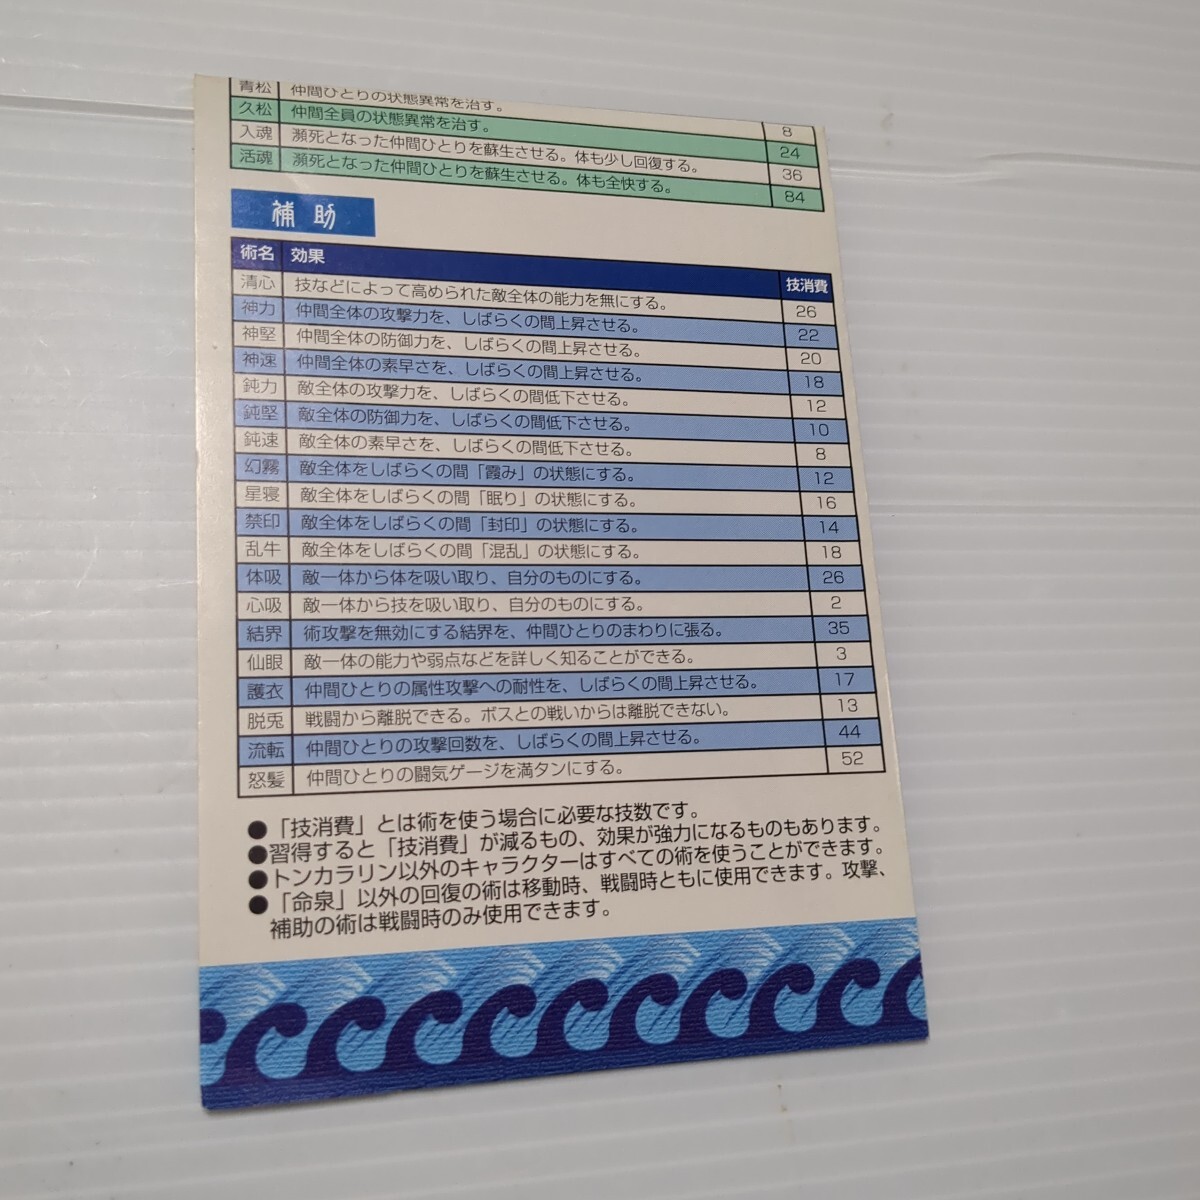 青松 仲間ひとりの状態異常を治す。 8
久松 仲間全員の状態異常を治す。 24
入魂 瀕死となった仲間ひとりを蘇生させる。体も少し回復する。 36
活魂 瀕死となった仲間ひとりを蘇生させる。体も全快する。 84
補助
術名 効果 技消費
清心 技などによって高められた敵全体の能力を無にする。 26
神力 仲間全体の攻撃力を、しばらくの間上昇させる。 22
神堅 仲間全体の防御力を、しばらくの間上昇させる。 20
神速 仲間全体の素早さを、しばらくの間上昇させる。 18
鈍力 敵全体の攻撃力を、しばらくの間低下させる。 12
鈍堅 敵全体の防御力を、しばらくの間低下させる。 10
鈍速 敵全体の素早さを、しばらくの間低下させる。 8
幻霧 敵全体をしばらくの間「霞み」の状態にする。 12
星寝 敵全体をしばらくの間「眠り」の状態にする。 16
禁印 敵全体をしばらくの間「封印」の状態にする。 14
乱牛 敵全体をしばらくの間「混乱」の状態にする。 18
体吸 敵一体から体を吸い取り、自分のものにする。 26
心吸 敵一体から技を吸い取り、自分のものにする。 2
結界 術攻撃を無効にする結界を、仲間ひとりのまわりに張る。 35
仙眼 敵一体の能力や弱点などを詳しく知ることができる。 3
護衣 仲間ひとりの属性攻撃への耐性を、しばらくの間上昇させる。 17
脱兎 戦闘から離脱できる。ボスとの戦いからは離脱できない。 13
流転 仲間ひとりの攻撃回数を、しばらくの間上昇させる。 44
怒髪 仲間ひとりの闘気ゲージを満タンにする。 52
●「技消費」とは術を使う場合に必要な技数です。
●習得すると「技消費」が減るもの、効果が強力になるものもあります。
●トンカラリン以外のキャラクターはすべての術を使うことができます。
●「命泉」以外の回復の術は移動時、戦闘時ともに使用できます。攻撃、
補助の術は戦闘時のみ使用できます。